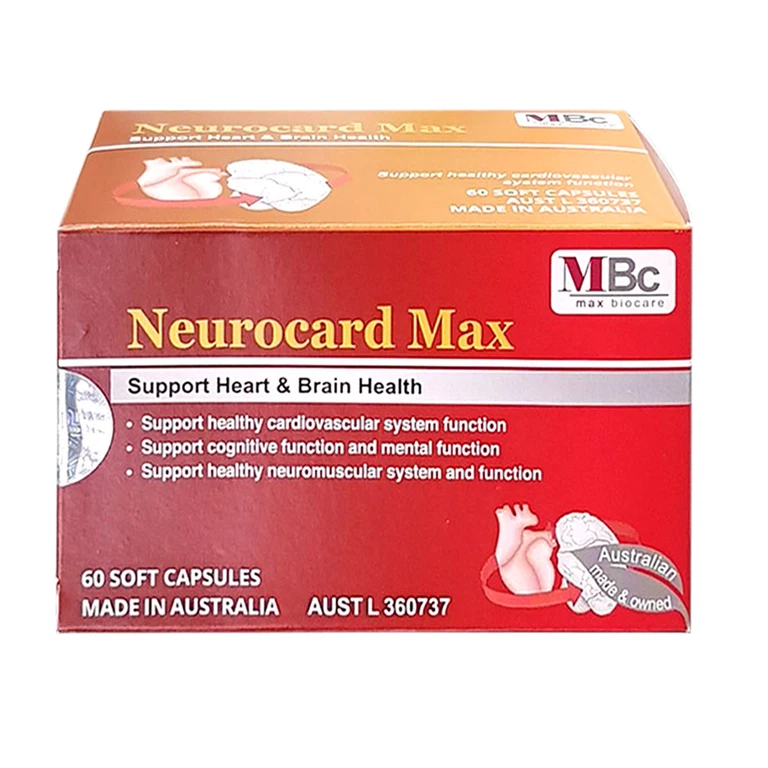 Neurocard Max
Support Heart & Brain Health
MBc
Support healthy cardiovascular
system function
60 SOFT CAPSULES
AUST L 360737
MADE IN AUSTRALIA
MBc
max biocare
Neurocard Max
Support Heart & Brain Health
• Support healthy cardiovascular system function
• Support cognitive function and mental function
• Support healthy neuromuscular system and function
Australian
made & owned
60 SOFT CAPSULES
MADE IN AUSTRALIA AUST L 360737